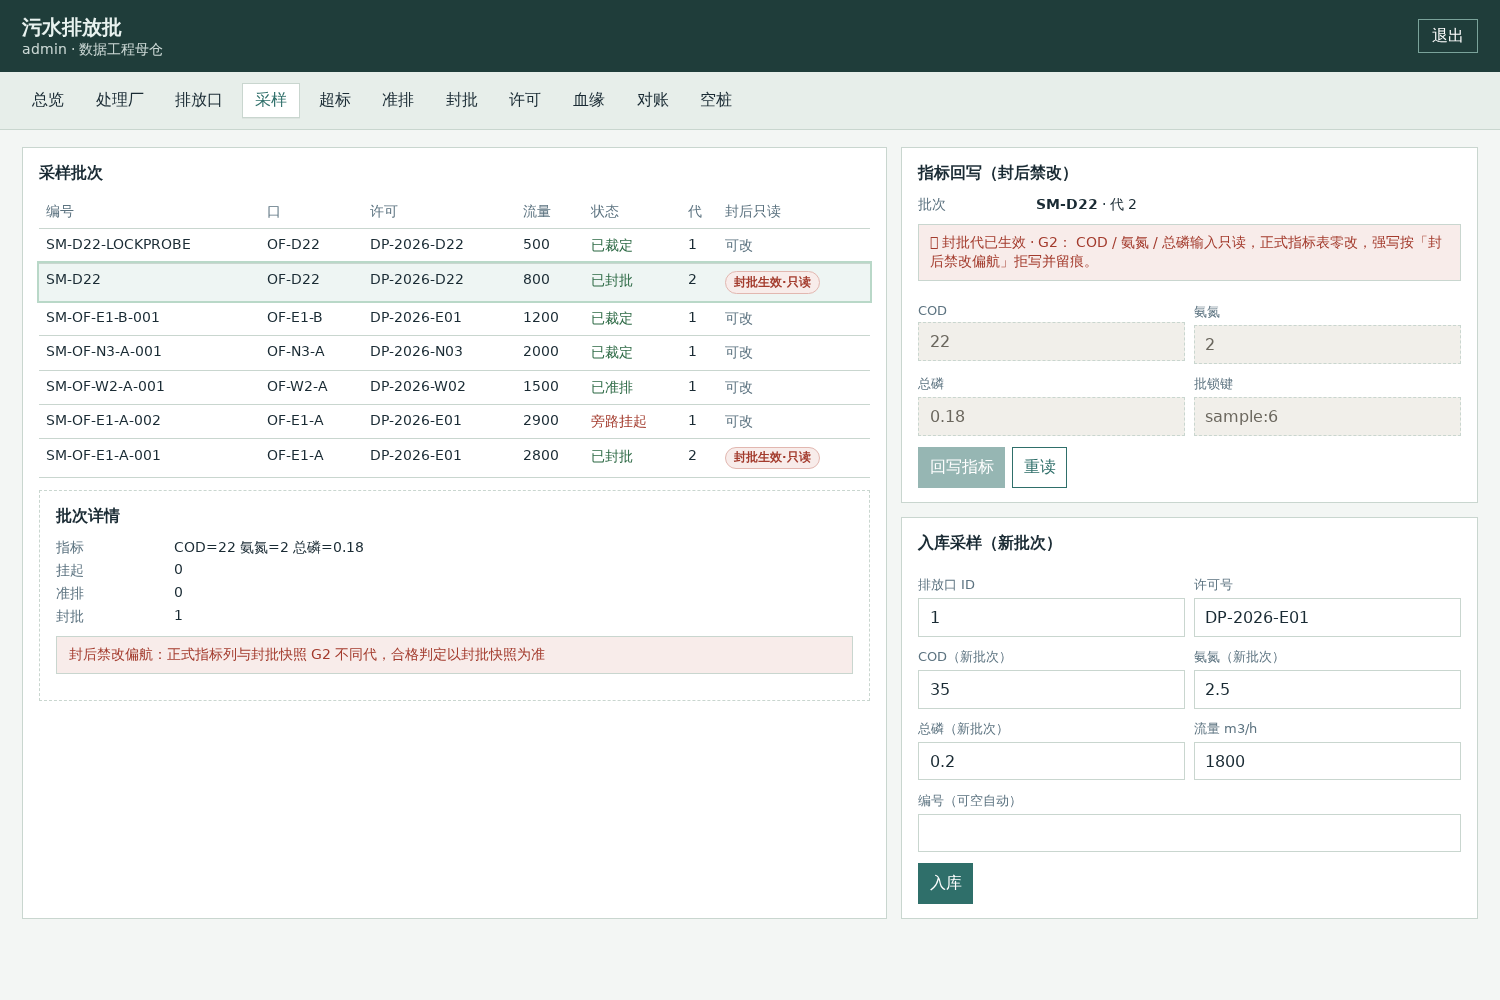 污水排放批
admin · 数据工程母仓
退出
总览 处理厂 排放口 采样 超标 准排 封批 许可 血缘 对账 空桩
采样批次
编号 口 许可 流量 状态 代 封后只读
SM-D22-LOCKPROBE OF-D22 DP-2026-D22 500 已裁定 1 可改
SM-D22 OF-D22 DP-2026-D22 800 已封批 2 封批生效·只读
SM-OF-E1-B-001 OF-E1-B DP-2026-E01 1200 已裁定 1 可改
SM-OF-N3-A-001 OF-N3-A DP-2026-N03 2000 已裁定 1 可改
SM-OF-W2-A-001 OF-W2-A DP-2026-W02 1500 已准排 1 可改
SM-OF-E1-A-002 OF-E1-A DP-2026-E01 2900 旁路挂起 1 可改
SM-OF-E1-A-001 OF-E1-A DP-2026-E01 2800 已封批 2 封批生效·只读
批次详情
指标 COD=22 氨氮=2 总磷=0.18
挂起 0
准排 0
封批 1
封后禁改偏航：正式指标列与封批快照 G2 不同代，合格判定以封批快照为准
指标回写（封后禁改）
批次 SM-D22 · 代 2
封批代已生效 · G2： COD / 氨氮 / 总磷输入只读，正式指标表零改，强写按「封
后禁改偏航」拒写并留痕。
COD 氨氮
22 2
总磷 批锁键
0.18 sample:6
回写指标 重读
入库采样（新批次）
排放口 ID 许可号
1 DP-2026-E01
COD（新批次） 氨氮（新批次）
35 2.5
总磷（新批次） 流量 m3/h
0.2 1800
编号（可空自动）
入库